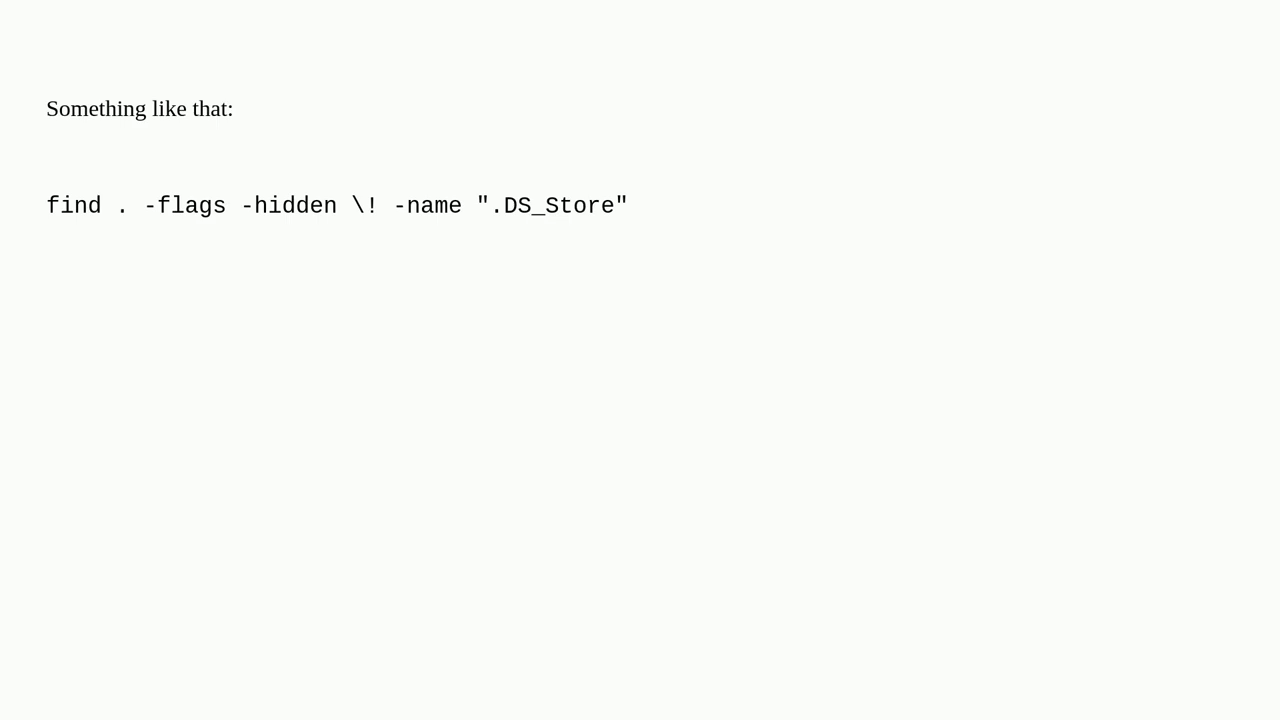 Something like that:
find . -flags -hidden \! -name ".DS_Store"